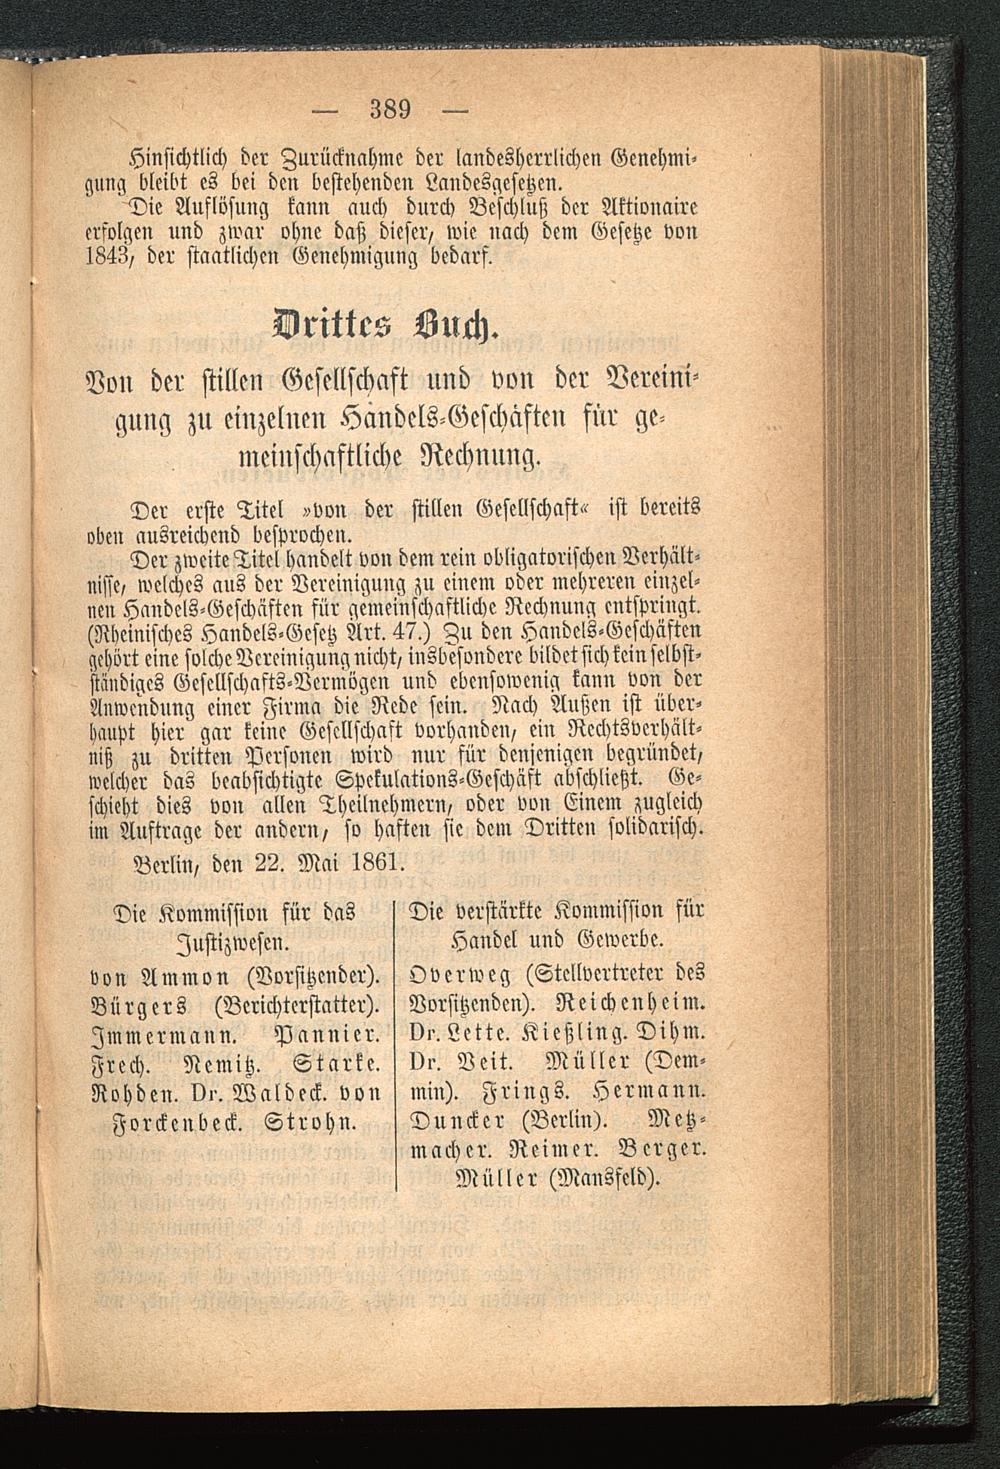 — 389 —
Hinsichtlich der Zurücknahme der landesherrlichen Genehmi-
gung bleibt es bei den bestehenden Landesgesetzen.
Die Auflösung kann auch durch Beschluß der Aktionaire
erfolgen und zwar ohne daß dieser, wie nach dem Gesetze von
1843, der staatlichen Genehmigung bedarf.
Drittes Buch.
Von der stillen Gesellschaft und von der Vereini-
gung zu einzelnen Handels-Geschäften für ge-
meinschaftliche Rechnung.
Der erste Titel »von der stillen Gesellschaft« ist bereits
oben ausreichend besprochen.
Der zweite Titel handelt von dem rein obligatorischen Verhält-
nisse, welches aus der Vereinigung zu einem oder mehreren einzel-
nen Handels-Geschäften für gemeinschaftliche Rechnung entspringt.
(Rheinisches Handels-Gesetz Art. 47.) Zu den Handels-Geschäften
gehört eine solche Vereinigung nicht, insbesondere bildet sich kein selbst-
ständiges Gesellschafts-Vermögen und ebensowenig kann von der
Anwendung einer Firma die Rede sein. Nach Außen ist über-
haupt hier gar keine Gesellschaft vorhanden, ein Rechtsverhält-
niß zu dritten Personen wird nur für denjenigen begründet,
welcher das beabsichtigte Spekulations-Geschäft abschließt. Ge-
schieht dies von allen Theilnehmern, oder von Einem zugleich
im Auftrage der andern, so haften sie dem Dritten solidarisch.
Berlin, den 22. Mai 1861.
Die Kommission für das
Justizwesen.
von Ammon (Vorsitzender).
Bürgers (Berichterstatter).
Immermann. Pannier.
Frech. Nemitz. Starke.
Rohden. Dr. Waldeck. von
Forckenbeck. Strohn.
Die verstärkte Kommission für
Handel und Gewerbe.
Overweg (Stellvertreter des
Vorsitzenden). Reichenheim.
Dr. Lette. Kießling. Dihm.
Dr. Veit. Müller (Dem-
min). Frings. Hermann.
Duncker (Berlin). Metz-
macher. Reimer. Berger.
Müller (Mansfeld).